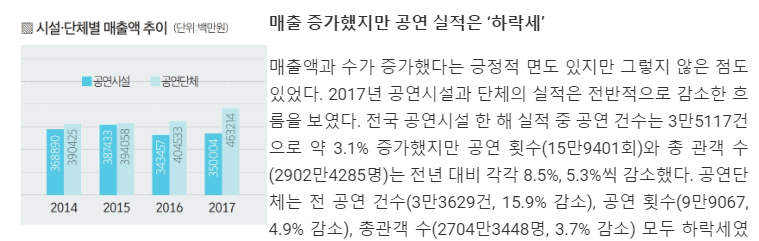 시설·단체별 매출액 추이 (단위:백만원)
공연시설 공연단체
368890 390425 387433 394058 343457 404533 350004 463214
2014 2015 2016 2017
매출 증가했지만 공연 실적은 ‘하락세’
매출액과 수가 증가했다는 긍정적 면도 있지만 그렇지 않은 점도
있었다. 2017년 공연시설과 단체의 실적은 전반적으로 감소한 흐
름을 보였다. 전국 공연시설 한 해 실적 중 공연 건수는 3만5117건
으로 약 3.1% 증가했지만 공연 횟수(15만9401회)와 총 관객 수
(2902만4285명)는 전년 대비 각각 8.5%, 5.3%씩 감소했다. 공연단
체는 전 공연 건수(3만3629건, 15.9% 감소), 공연 횟수(9만9067,
4.9% 감소), 총관객 수(2704만3448명, 3.7% 감소) 모두 하락세였